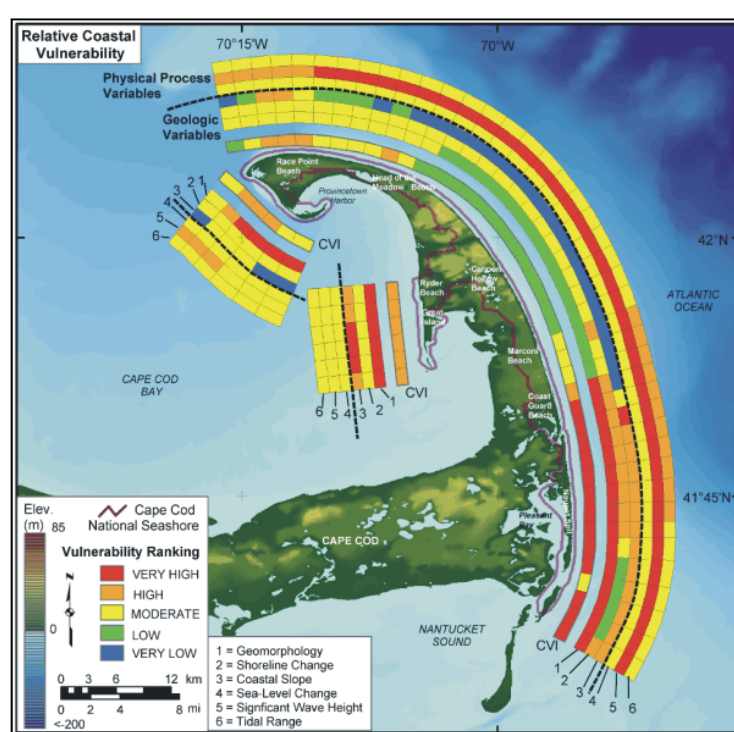 Relative Coastal
Vulnerability
70°15'W
70°W
Physical Process
Variables
Geologic
Variables
Race Point
Beach
Provincetown
Harbor
Head of the
Meadow Beach
1
2
3
4
5
6
CVI
42°N
Ryder
Beach
Cahoon
Hollow
Beach
Great
Island
ATLANTIC
OCEAN
Marconi
Beach
CAPE COD
BAY
CVI
6
5
4
3
2
1
Coast
Guard
Beach
41°45'N
Nauset Spit
Pleasant
Bay
CAPE COD
NANTUCKET
SOUND
CVI
1
2
3
4
5
6
Elev.
(m) 85
0
<-200
Cape Cod
National Seashore
Vulnerability Ranking
VERY HIGH
HIGH
MODERATE
LOW
VERY LOW
N
0 3 6 12 km
0 2 4 8 mi
1 = Geomorphology
2 = Shoreline Change
3 = Coastal Slope
4 = Sea-Level Change
5 = Signficant Wave Height
6 = Tidal Range